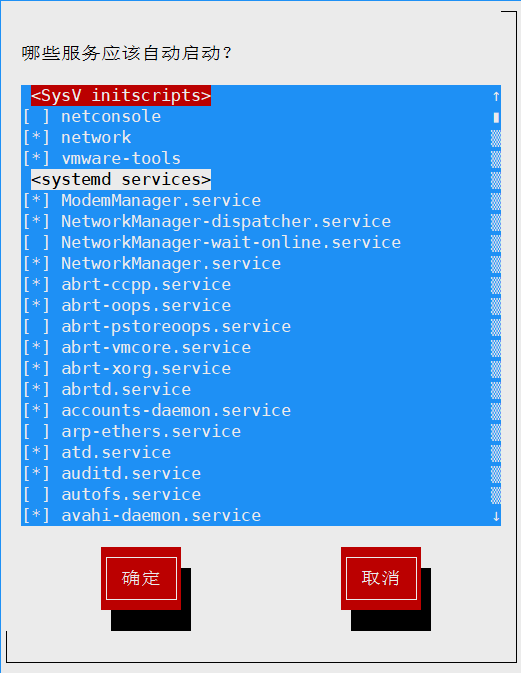 哪些服务应该自动启动?
<SysV initscripts>
[ ] netconsole
[*] network
[*] vmware-tools
<systemd services>
[*] ModemManager.service
[*] NetworkManager-dispatcher.service
[ ] NetworkManager-wait-online.service
[*] NetworkManager.service
[*] abrt-ccpp.service
[*] abrt-oops.service
[ ] abrt-pstoreoops.service
[*] abrt-vmcore.service
[*] abrt-xorg.service
[*] abrtd.service
[*] accounts-daemon.service
[ ] arp-ethers.service
[*] atd.service
[*] auditd.service
[ ] autofs.service
[*] avahi-daemon.service
确定 取消